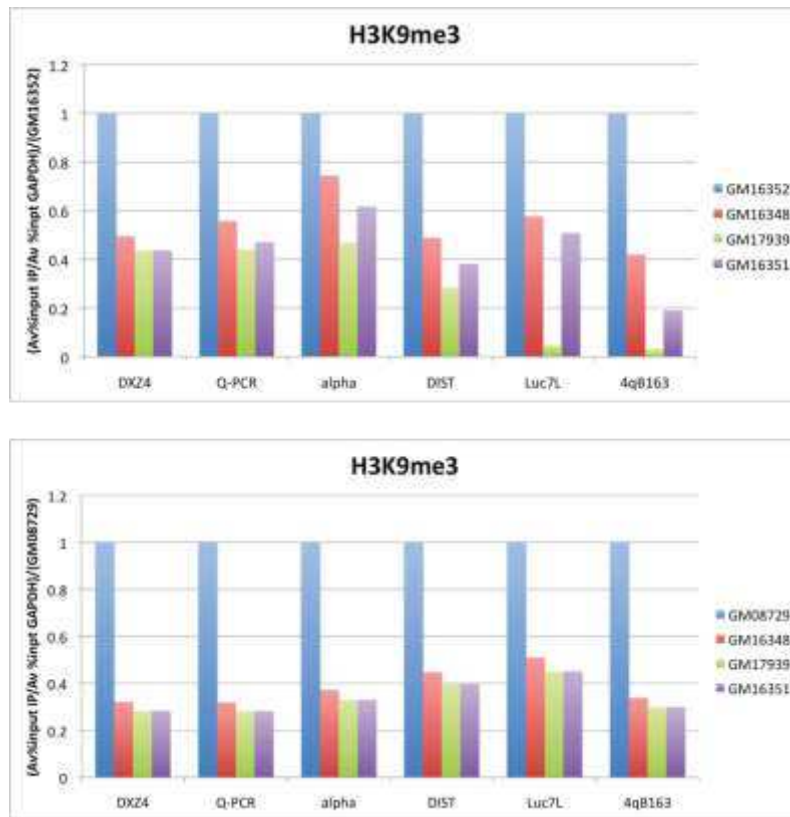 H3K9me3
(Av%input IP/Av %inpt GAPDH)/(GM16352)
1.2
1
0.8
0.6
0.4
0.2
0
DXZ4 Q-PCR alpha DIST Luc7L 4qB163
GM16352
GM16348
GM17939
GM16351
H3K9me3
(Av%input IP/Av %inpt GAPDH)/(GM08729)
1.2
1
0.8
0.6
0.4
0.2
0
DXZ4 Q-PCR alpha DIST Luc7L 4qB163
GM08729
GM16348
GM17939
GM16351